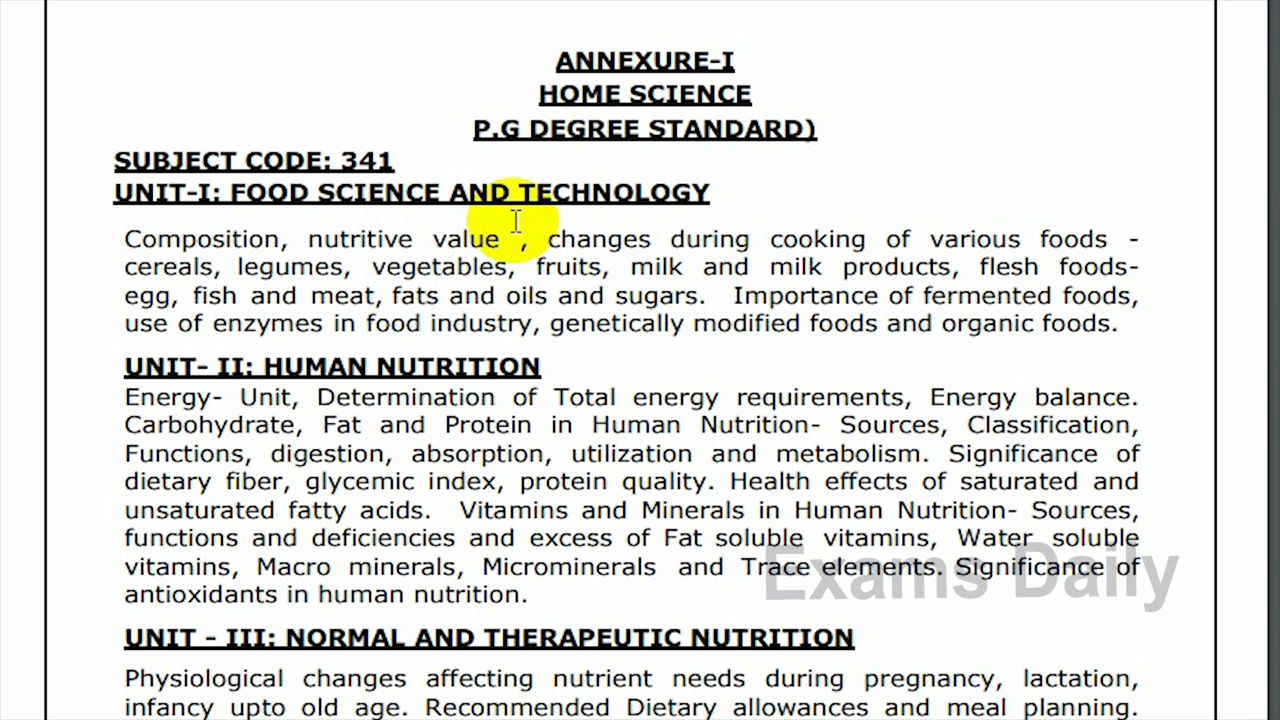 ANNEXURE-I
HOME SCIENCE
P.G DEGREE STANDARD)
SUBJECT CODE: 341
UNIT-I: FOOD SCIENCE AND TECHNOLOGY
Composition, nutritive value , changes during cooking of various foods -
cereals, legumes, vegetables, fruits, milk and milk products, flesh foods-
egg, fish and meat, fats and oils and sugars. Importance of fermented foods,
use of enzymes in food industry, genetically modified foods and organic foods.
UNIT- II: HUMAN NUTRITION
Energy- Unit, Determination of Total energy requirements, Energy balance.
Carbohydrate, Fat and Protein in Human Nutrition- Sources, Classification,
Functions, digestion, absorption, utilization and metabolism. Significance of
dietary fiber, glycemic index, protein quality. Health effects of saturated and
unsaturated fatty acids. Vitamins and Minerals in Human Nutrition- Sources,
functions and deficiencies and excess of Fat soluble vitamins, Water soluble
vitamins, Macro minerals, Microminerals and Trace elements. Significance of
antioxidants in human nutrition.
Exams Daily
UNIT - III: NORMAL AND THERAPEUTIC NUTRITION
Physiological changes affecting nutrient needs during pregnancy, lactation,
infancy upto old age. Recommended Dietary allowances and meal planning.